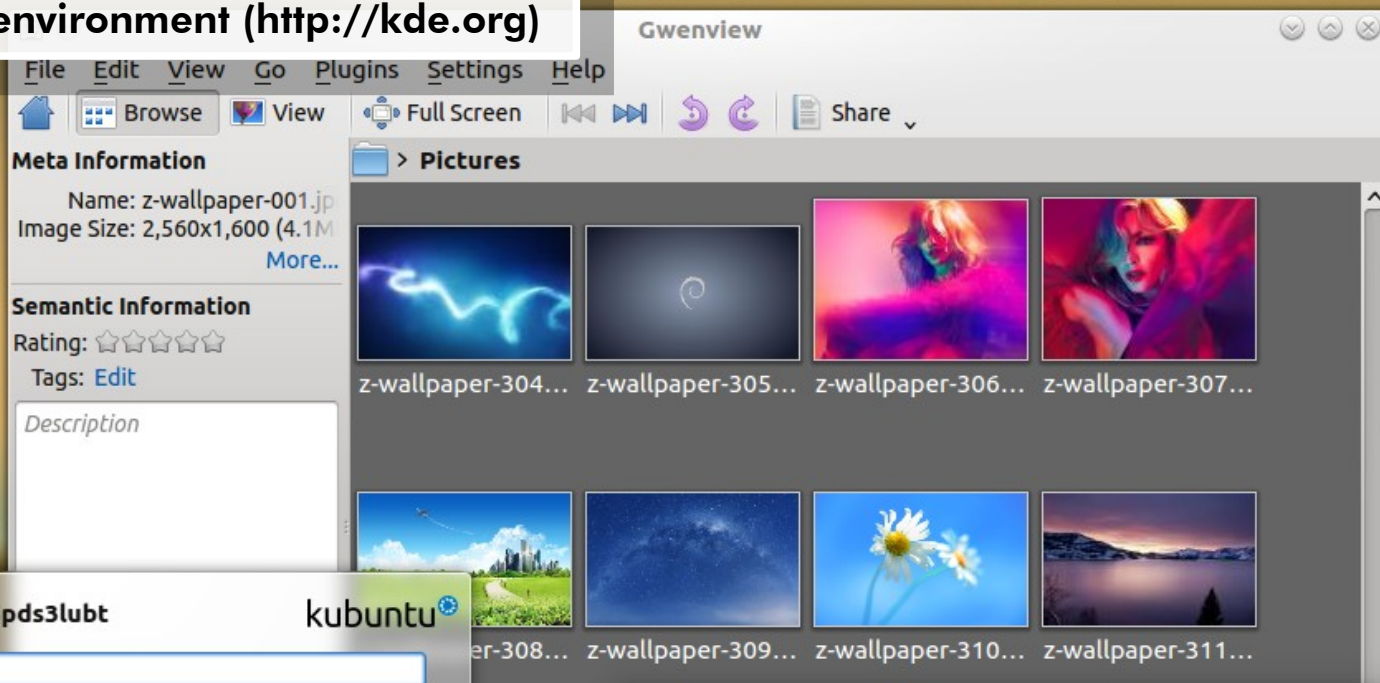 environment (http://kde.org)
Gwenview
File Edit View Go Plugins Settings Help
Browse View Full Screen Share
Meta Information
Name: z-wallpaper-001.jp
Image Size: 2,560x1,600 (4.1M
More...
Semantic Information
Rating:
Tags: Edit
Description
> Pictures
z-wallpaper-304... z-wallpaper-305... z-wallpaper-306... z-wallpaper-307...
er-308... z-wallpaper-309... z-wallpaper-310... z-wallpaper-311...
pds3lubt
kubuntu